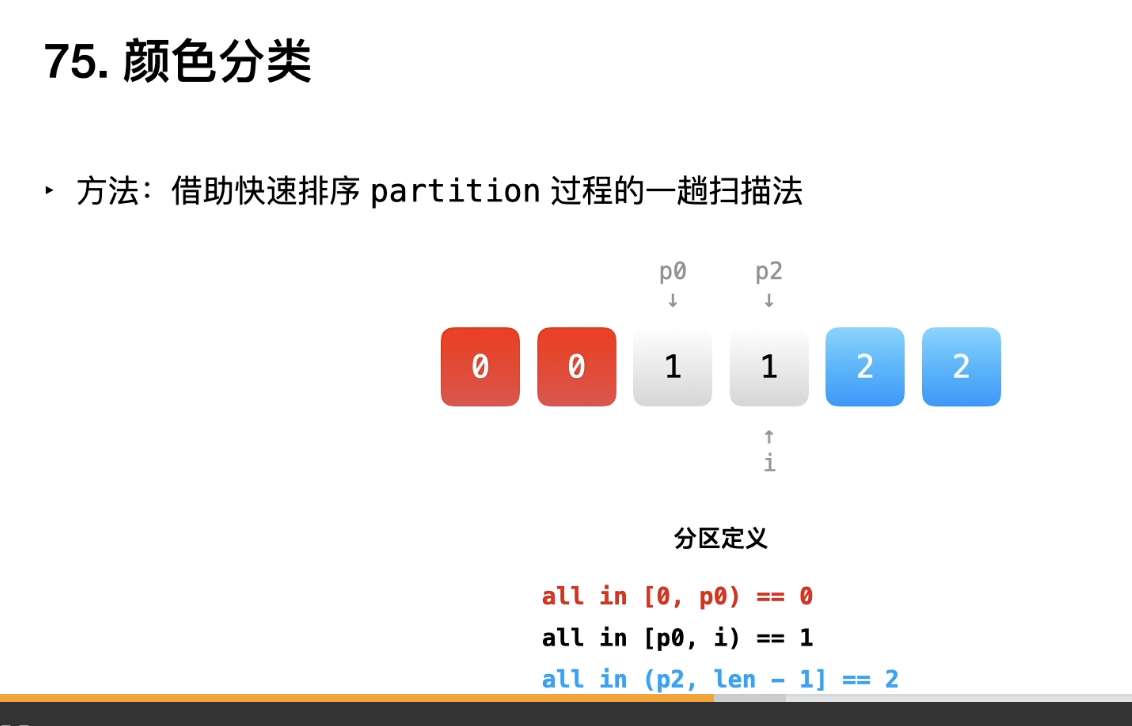 75. 颜色分类
‣ 方法：借助快速排序 partition 过程的一趟扫描法
p0 p2
↓ ↓
0 0 1 1 2 2
↑
i
分区定义
all in [0, p0) == 0
all in [p0, i) == 1
all in (p2, len - 1] == 2